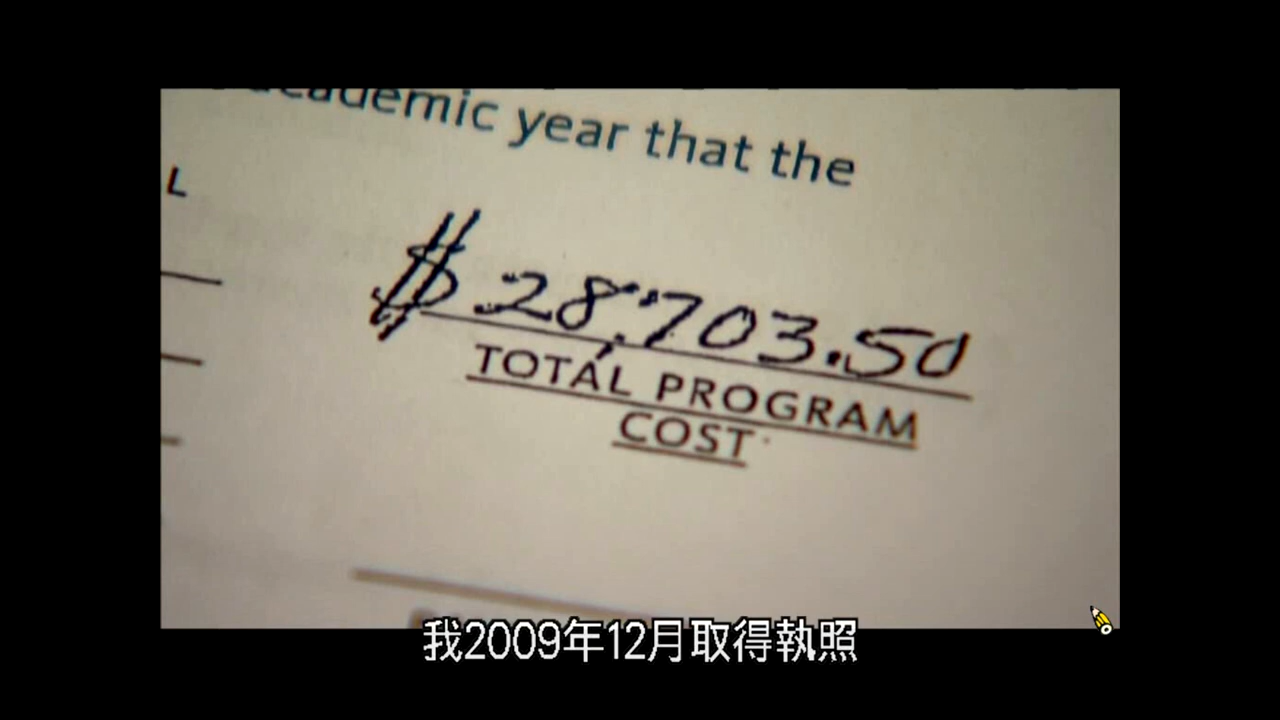 academic year that the
L
$28,703.50
TOTAL PROGRAM
COST
我2009年12月取得執照